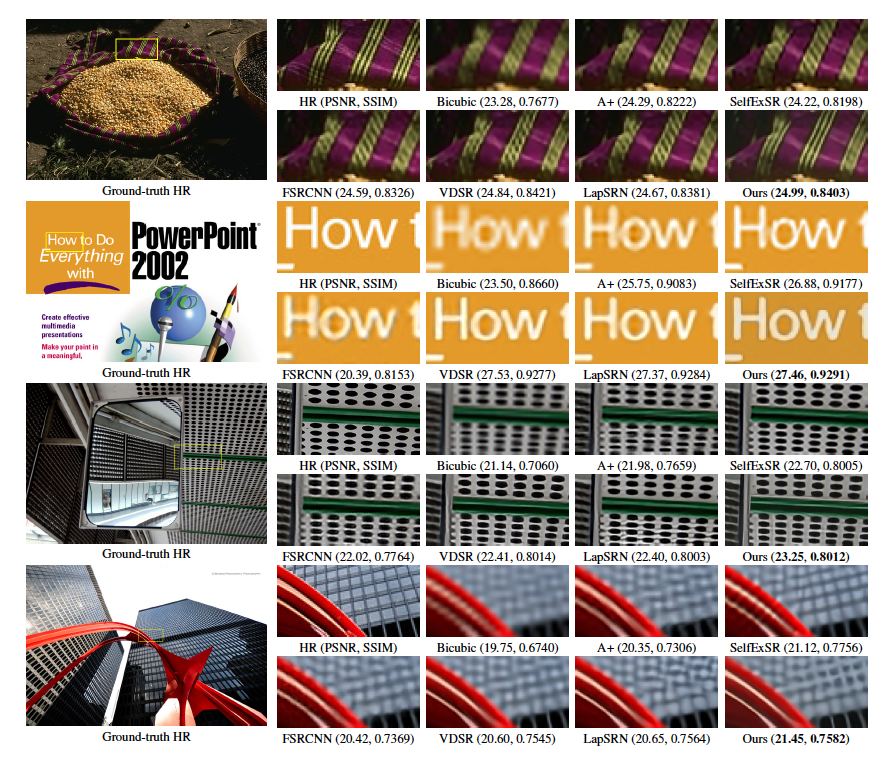 HR (PSNR, SSIM) Bicubic (23.28, 0.7677) A+ (24.29, 0.8222) SelfExSR (24.22, 0.8198)
Ground-truth HR FSRCNN (24.59, 0.8326) VDSR (24.84, 0.8421) LapSRN (24.67, 0.8381) Ours (24.99, 0.8403)
How to Do
Everything
with
PowerPoint®
2002
Create effective
multimedia
presentations
Make your point in
a meaningful,
%
How t How t How t How t
HR (PSNR, SSIM) Bicubic (23.50, 0.8660) A+ (25.75, 0.9083) SelfExSR (26.88, 0.9177)
How t How t How t How t
Ground-truth HR FSRCNN (20.39, 0.8153) VDSR (27.53, 0.9277) LapSRN (27.37, 0.9284) Ours (27.46, 0.9291)
HR (PSNR, SSIM) Bicubic (21.14, 0.7060) A+ (21.98, 0.7659) SelfExSR (22.70, 0.8005)
Ground-truth HR FSRCNN (22.02, 0.7764) VDSR (22.41, 0.8014) LapSRN (22.40, 0.8003) Ours (23.25, 0.8012)
HR (PSNR, SSIM) Bicubic (19.75, 0.6740) A+ (20.35, 0.7306) SelfExSR (21.12, 0.7756)
Ground-truth HR FSRCNN (20.42, 0.7369) VDSR (20.60, 0.7545) LapSRN (20.65, 0.7564) Ours (21.45, 0.7582)